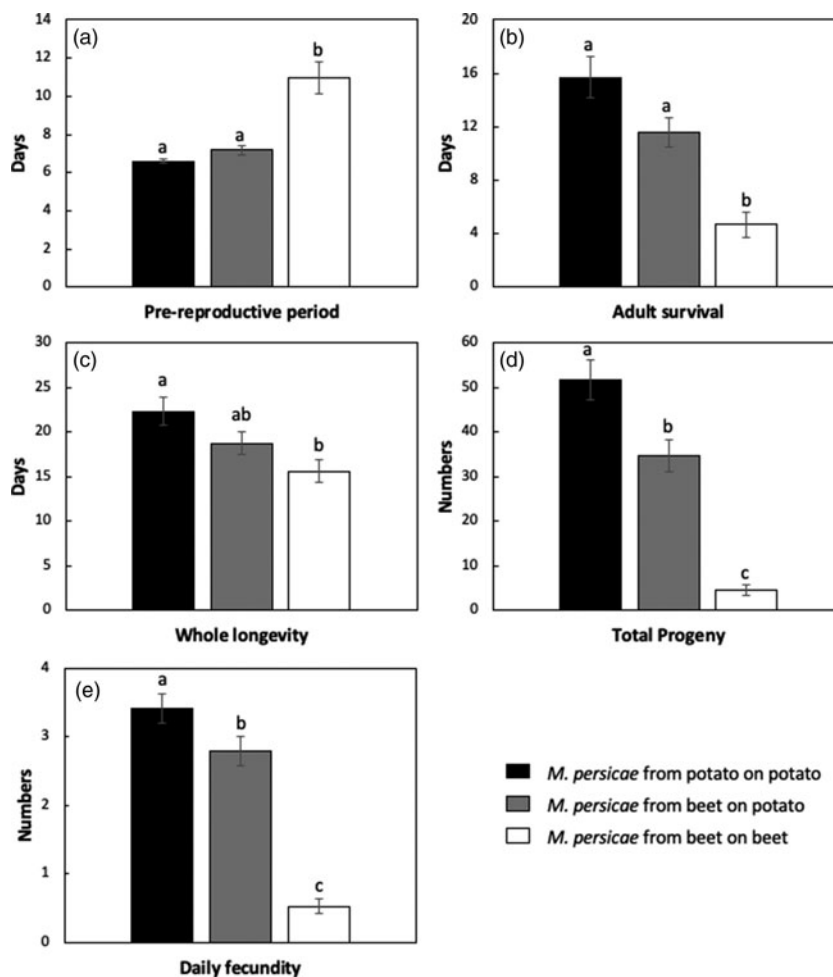 (a)
14
12
10
8
6
4
2
0
Days
a
a
b
Pre-reproductive period
(b)
20
16
12
8
4
0
Days
a
a
b
Adult survival
(c)
30
25
20
15
10
5
0
Days
a
ab
b
Whole longevity
(d)
60
50
40
30
20
10
0
Numbers
a
b
c
Total Progeny
(e)
4
3
2
1
0
Numbers
a
b
c
Daily fecundity
M. persicae from potato on potato
M. persicae from beet on potato
M. persicae from beet on beet